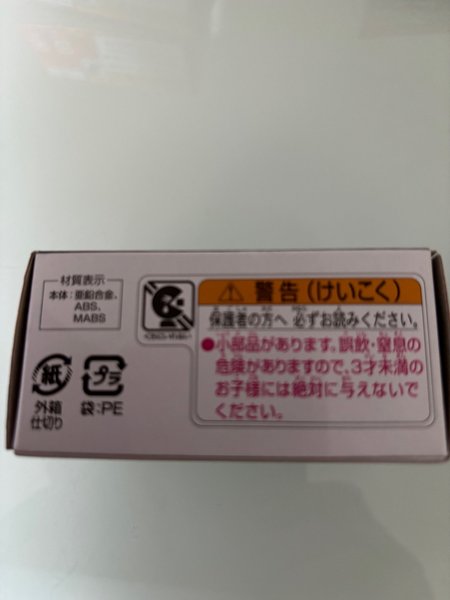 材質表示
本体：亜鉛合金、
ABS、
MABS
紙
外箱
仕切り
プラ
袋：PE
警告（けいこく）
保護者の方へ 必ずお読みください。
●小部品があります。誤飲・窒息の
危険がありますので、3才未満の
お子様には絶対に与えないで
ください。